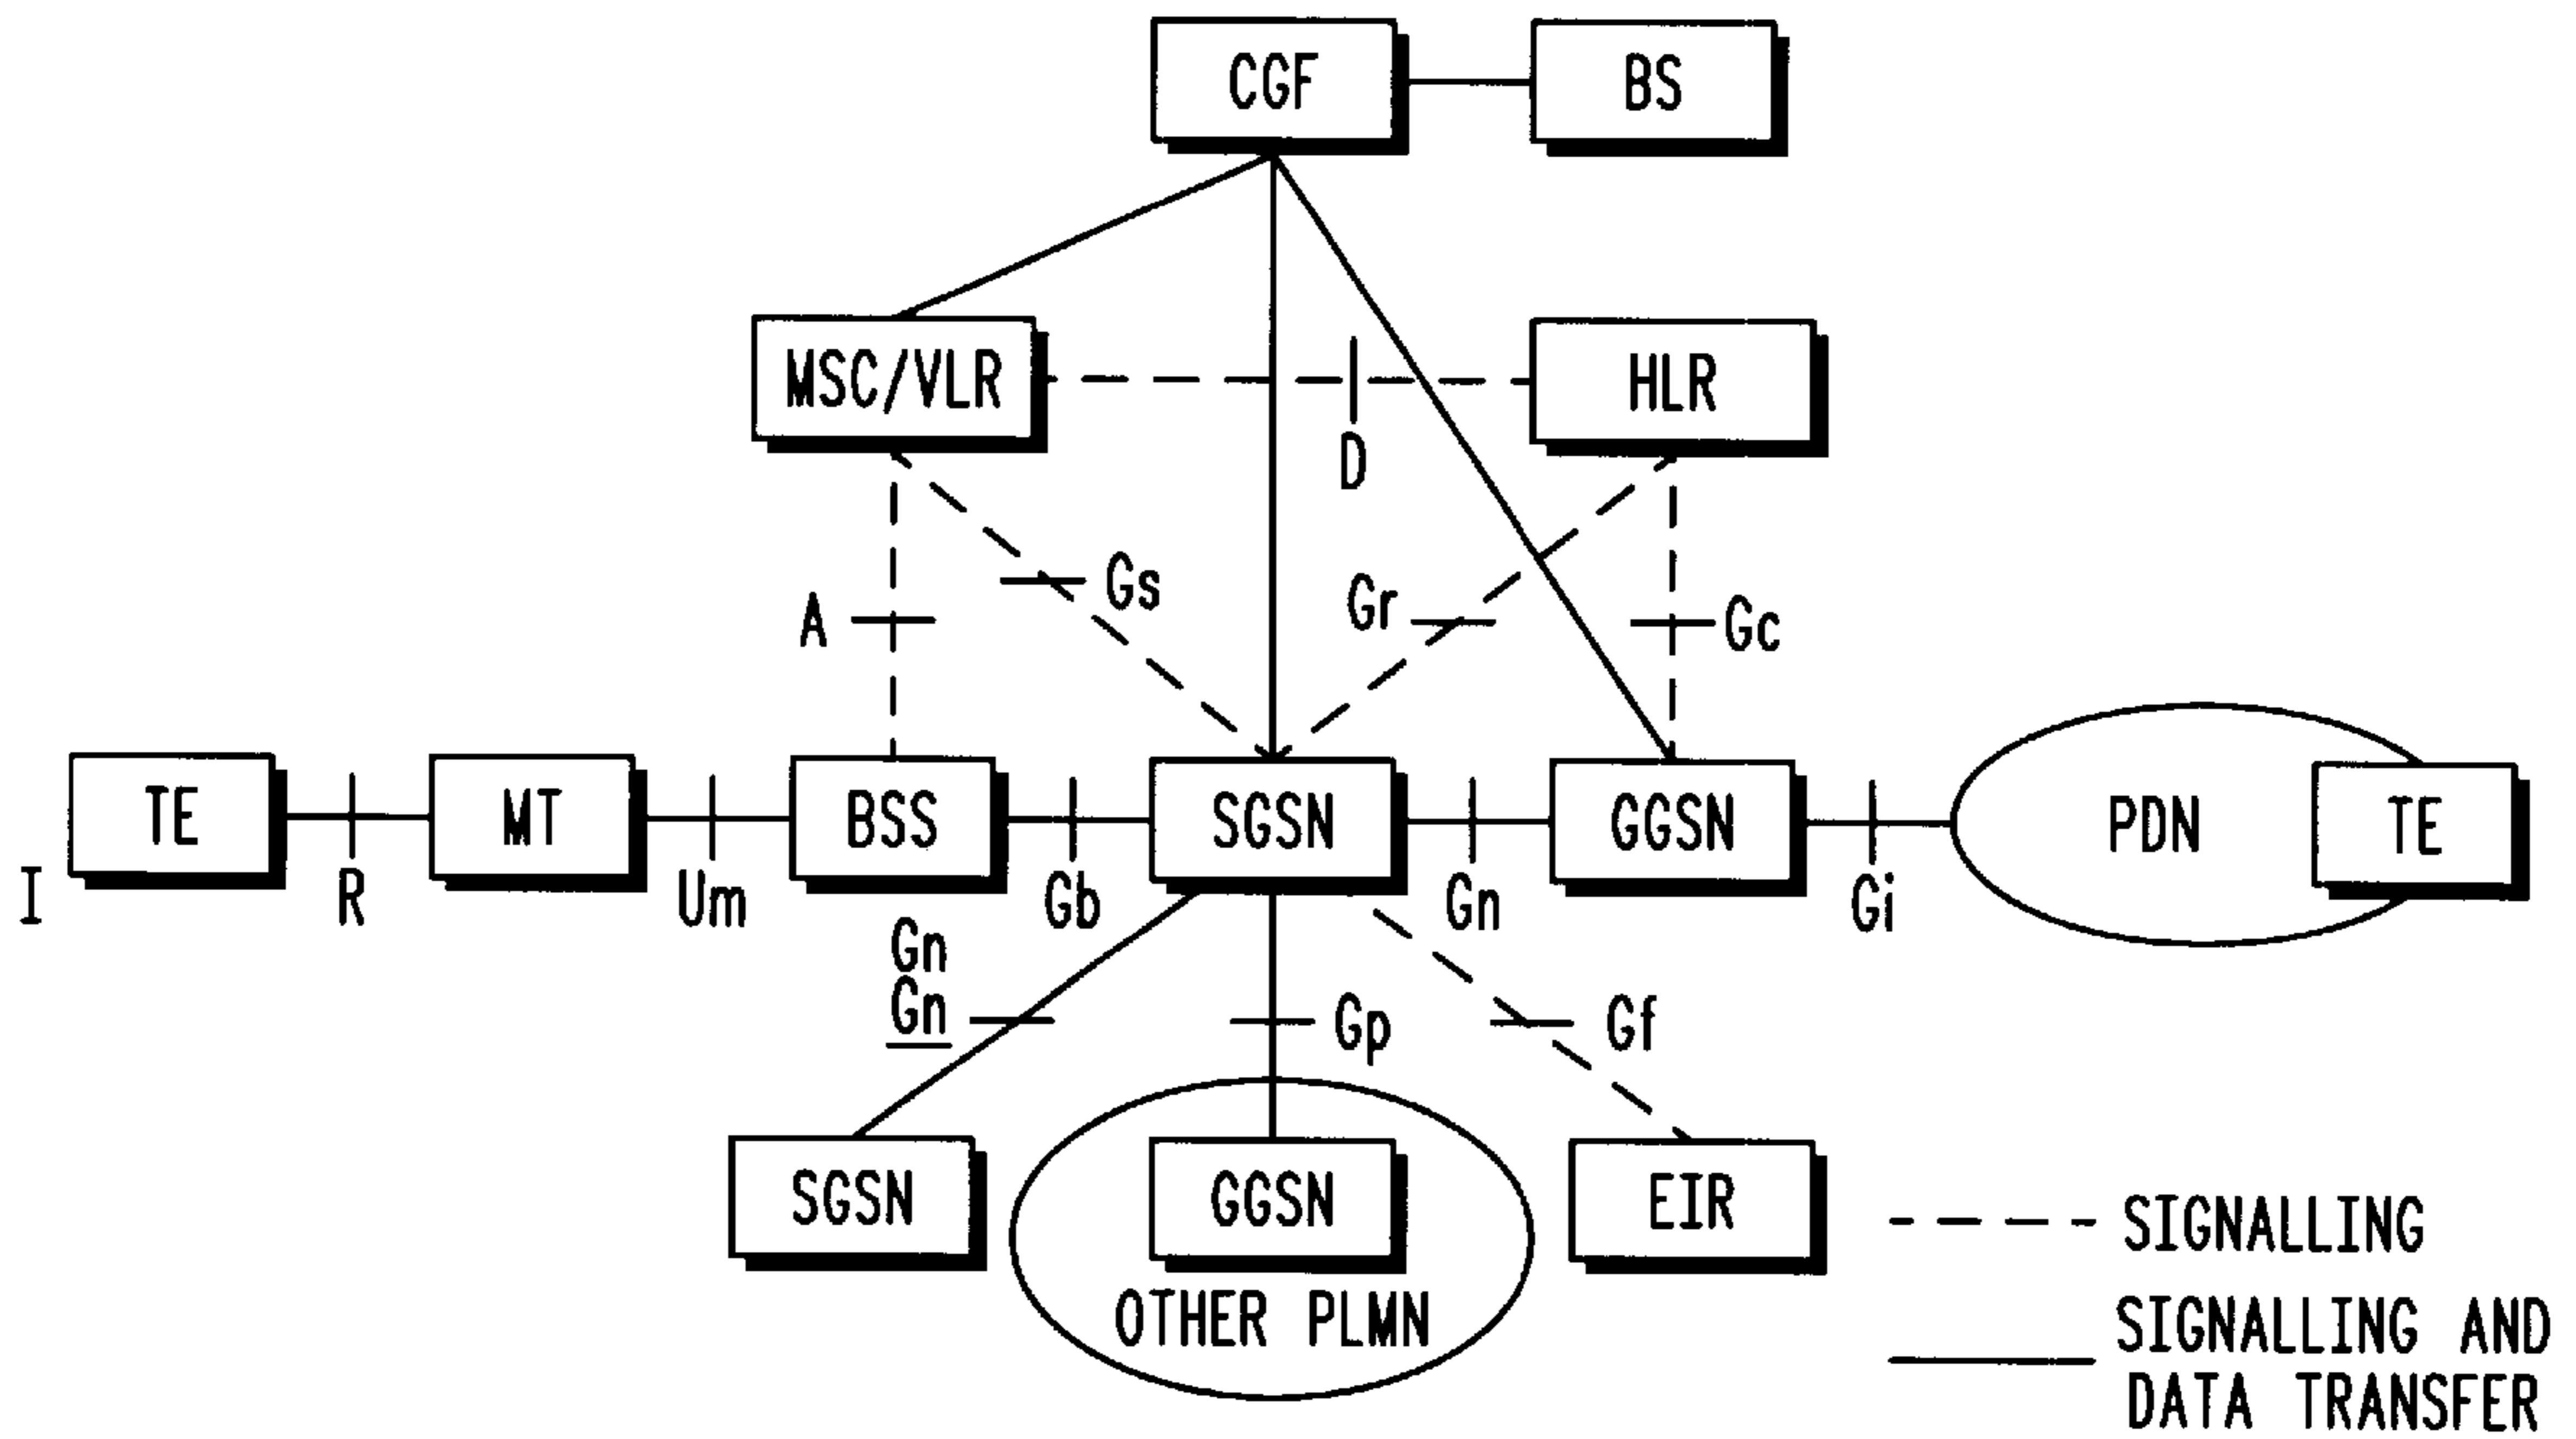 CGF
BS
MSC/VLR
HLR
D
Gs
A
Gr
Gc
TE
MT
BSS
SGSN
GGSN
PDN
TE
I
R
Um
Gb
Gn
Gi
Gn
Gn
Gp
Gf
SGSN
GGSN
EIR
OTHER PLMN
SIGNALLING
SIGNALLING AND
DATA TRANSFER